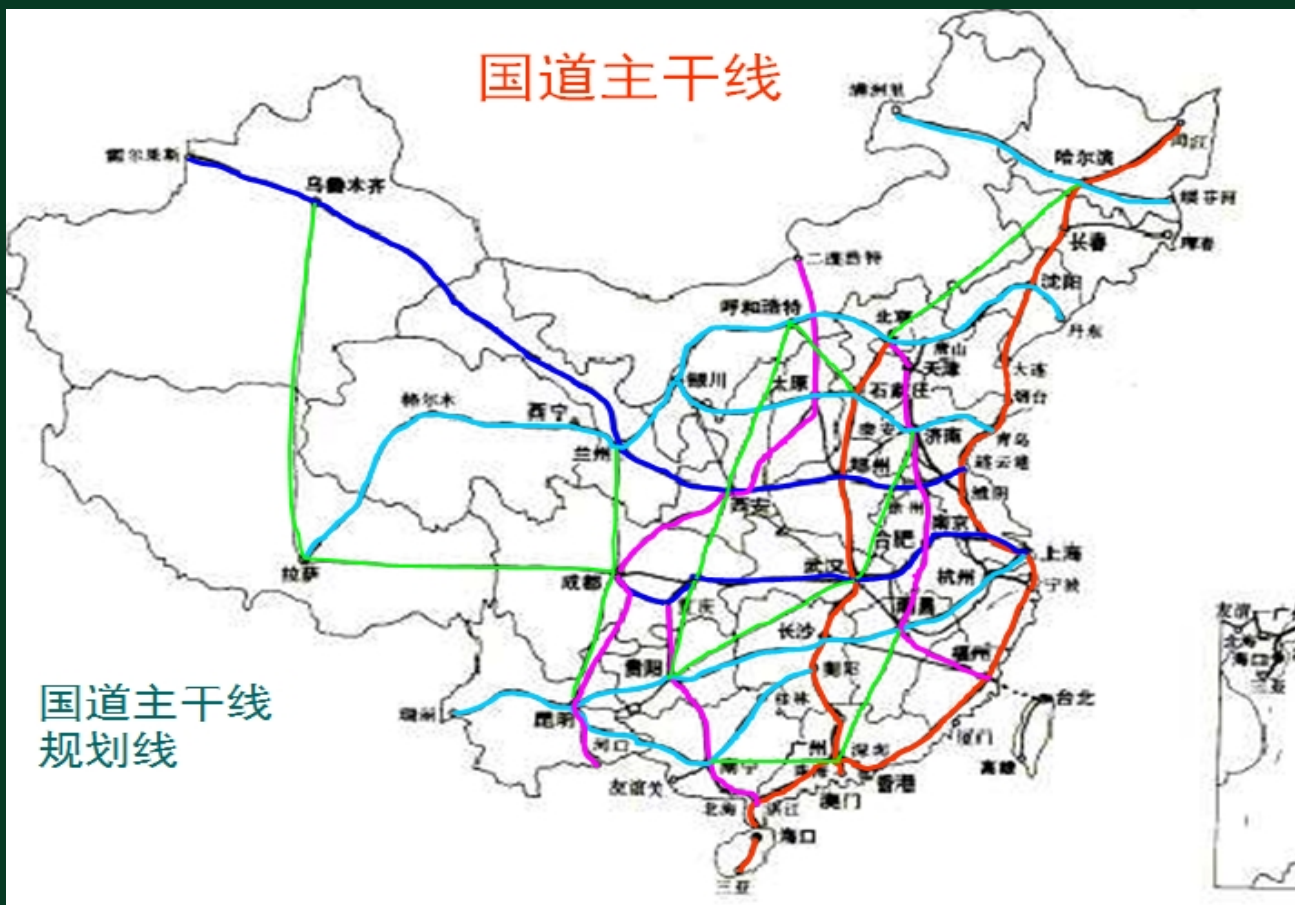 国道主干线
满洲里
同江
哈尔滨
霍尔果斯
乌鲁木齐
绥芬河
长春
珲春
二连浩特
沈阳
呼和浩特
北京
丹东
唐山
天津
大连
银川
太原
石家庄
烟台
格尔木
西宁
泰安
济南
青岛
兰州
郑州
连云港
西安
徐州
淮阴
南京
合肥
上海
拉萨
成都
武汉
杭州
宁波
重庆
南昌
友谊
长沙
北海
贵阳
衡阳
福州
海口
三亚
国道主干线
规划线
瑞丽
昆明
桂林
台北
河口
广州
深圳
厦门
南宁
珠海
高雄
友谊关
香港
北海
湛江
澳门
海口
三亚